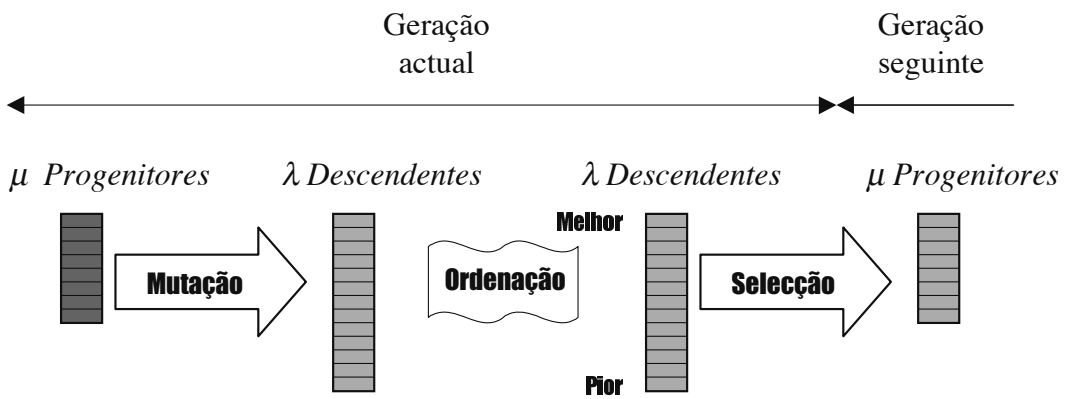 Geração
actual
Geração
seguinte
μ Progenitores
λ Descendentes
λ Descendentes
μ Progenitores
Melhor
Mutação
Ordenação
Selecção
Pior